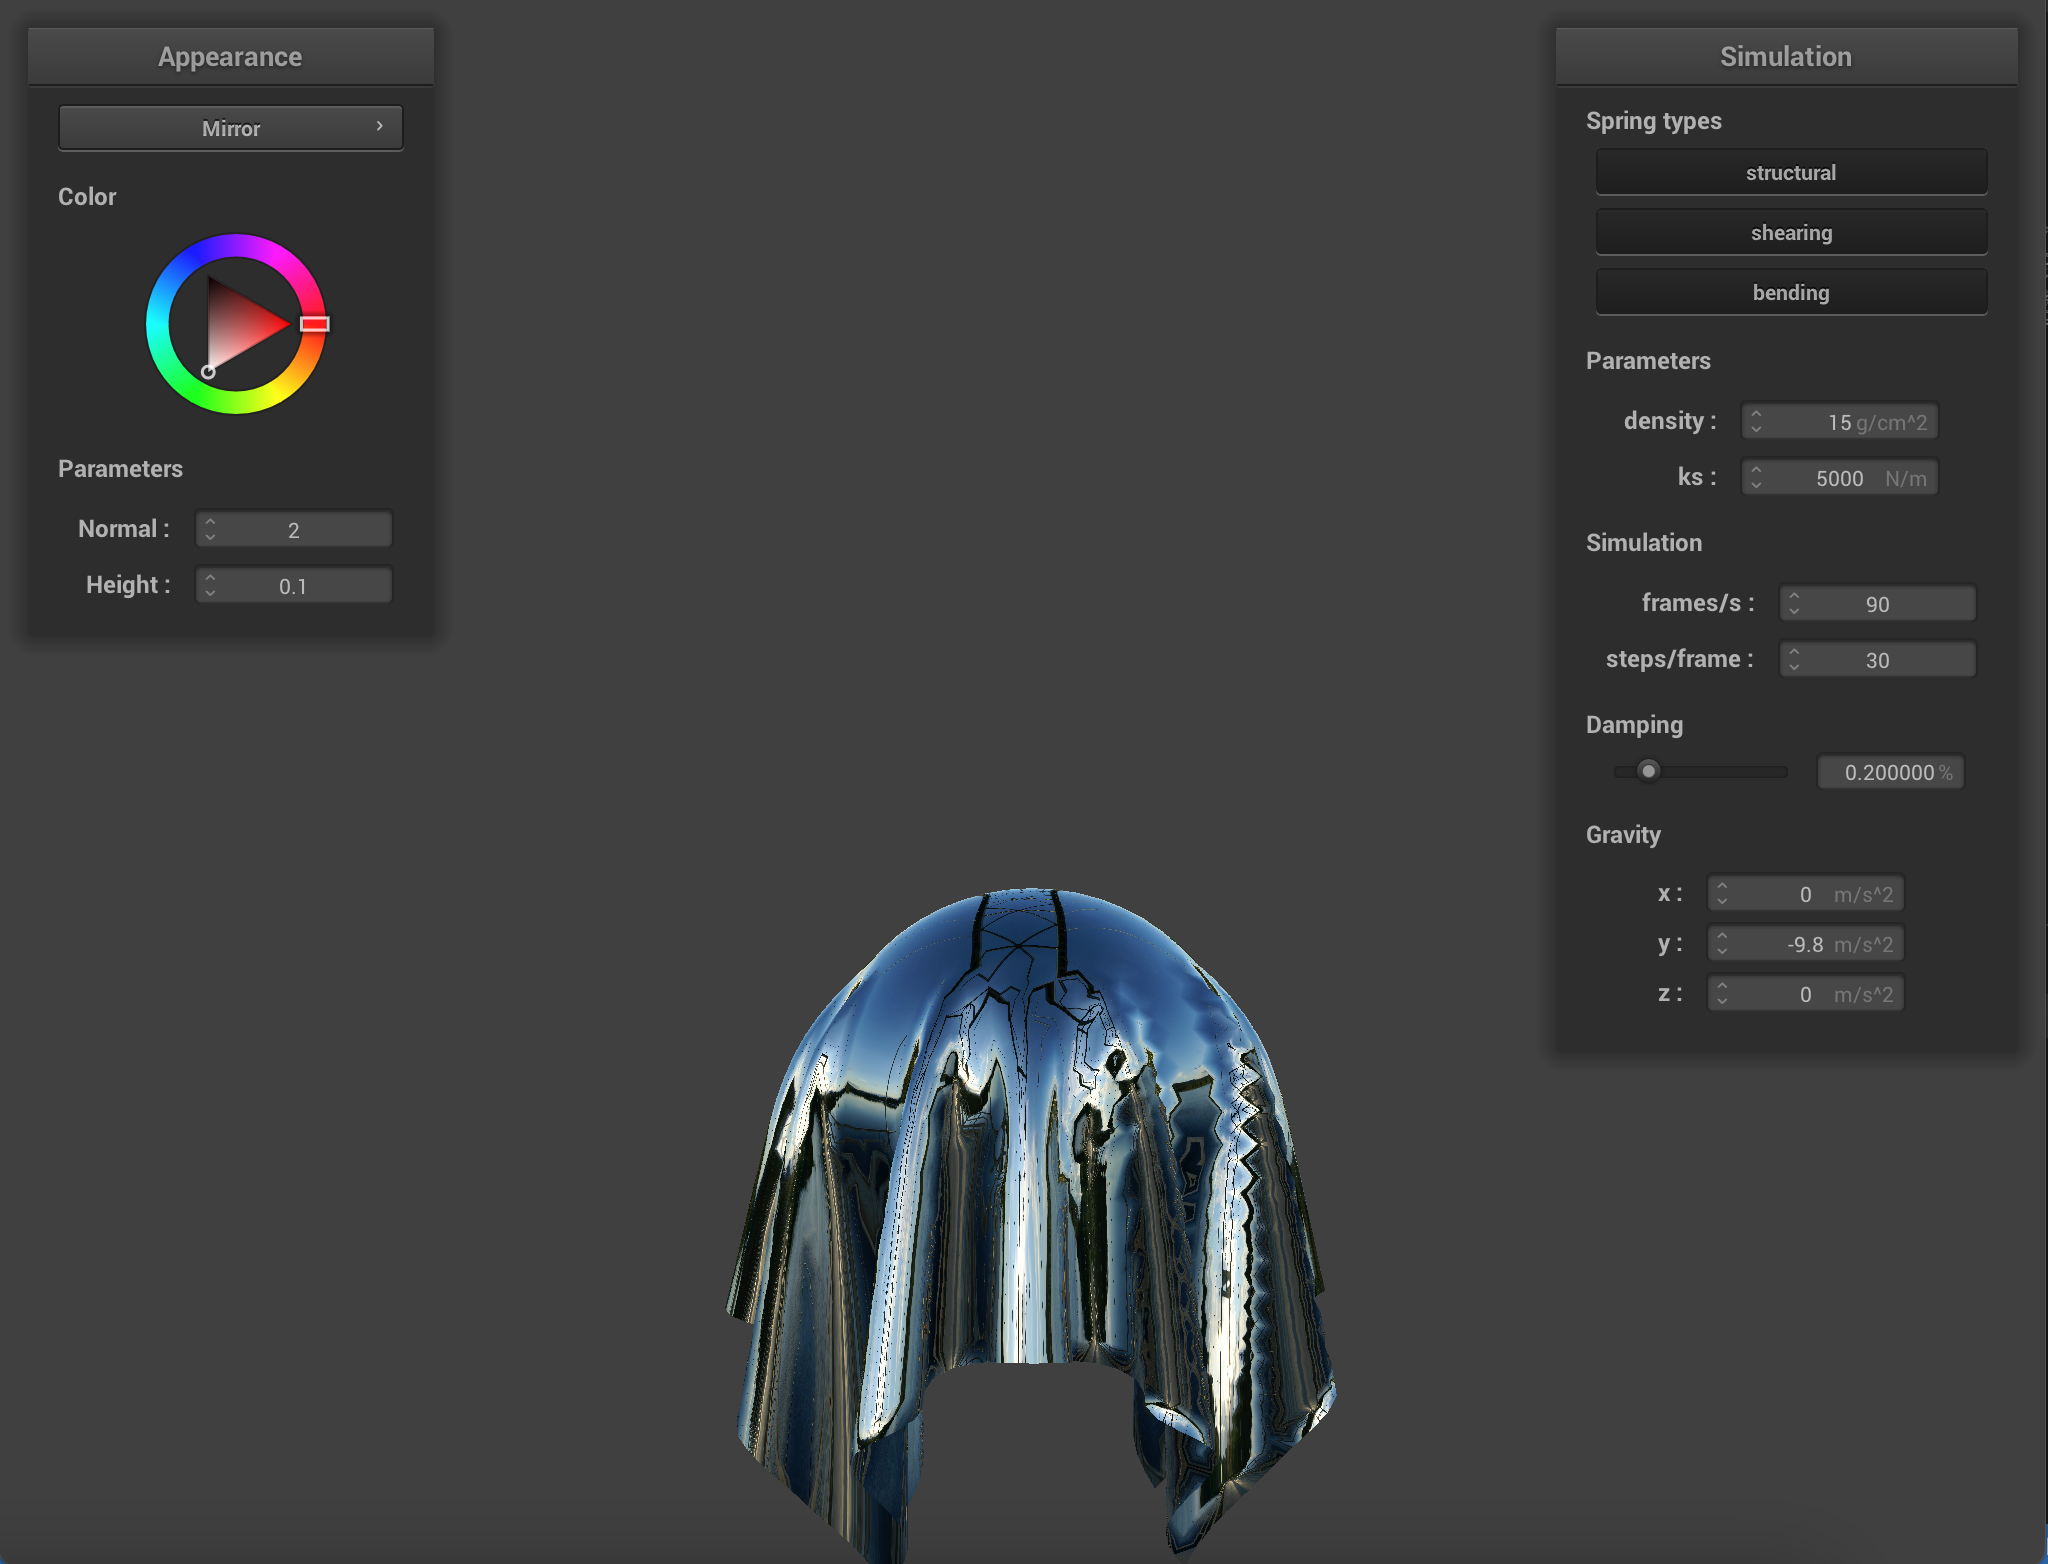 Appearance
Mirror
Color
Parameters
Normal : 2
Height : 0.1
Simulation
Spring types
structural
shearing
bending
Parameters
density : 15 g/cm^2
ks : 5000 N/m
Simulation
frames/s : 90
steps/frame : 30
Damping
0.200000 %
Gravity
x : 0 m/s^2
y : -9.8 m/s^2
z : 0 m/s^2